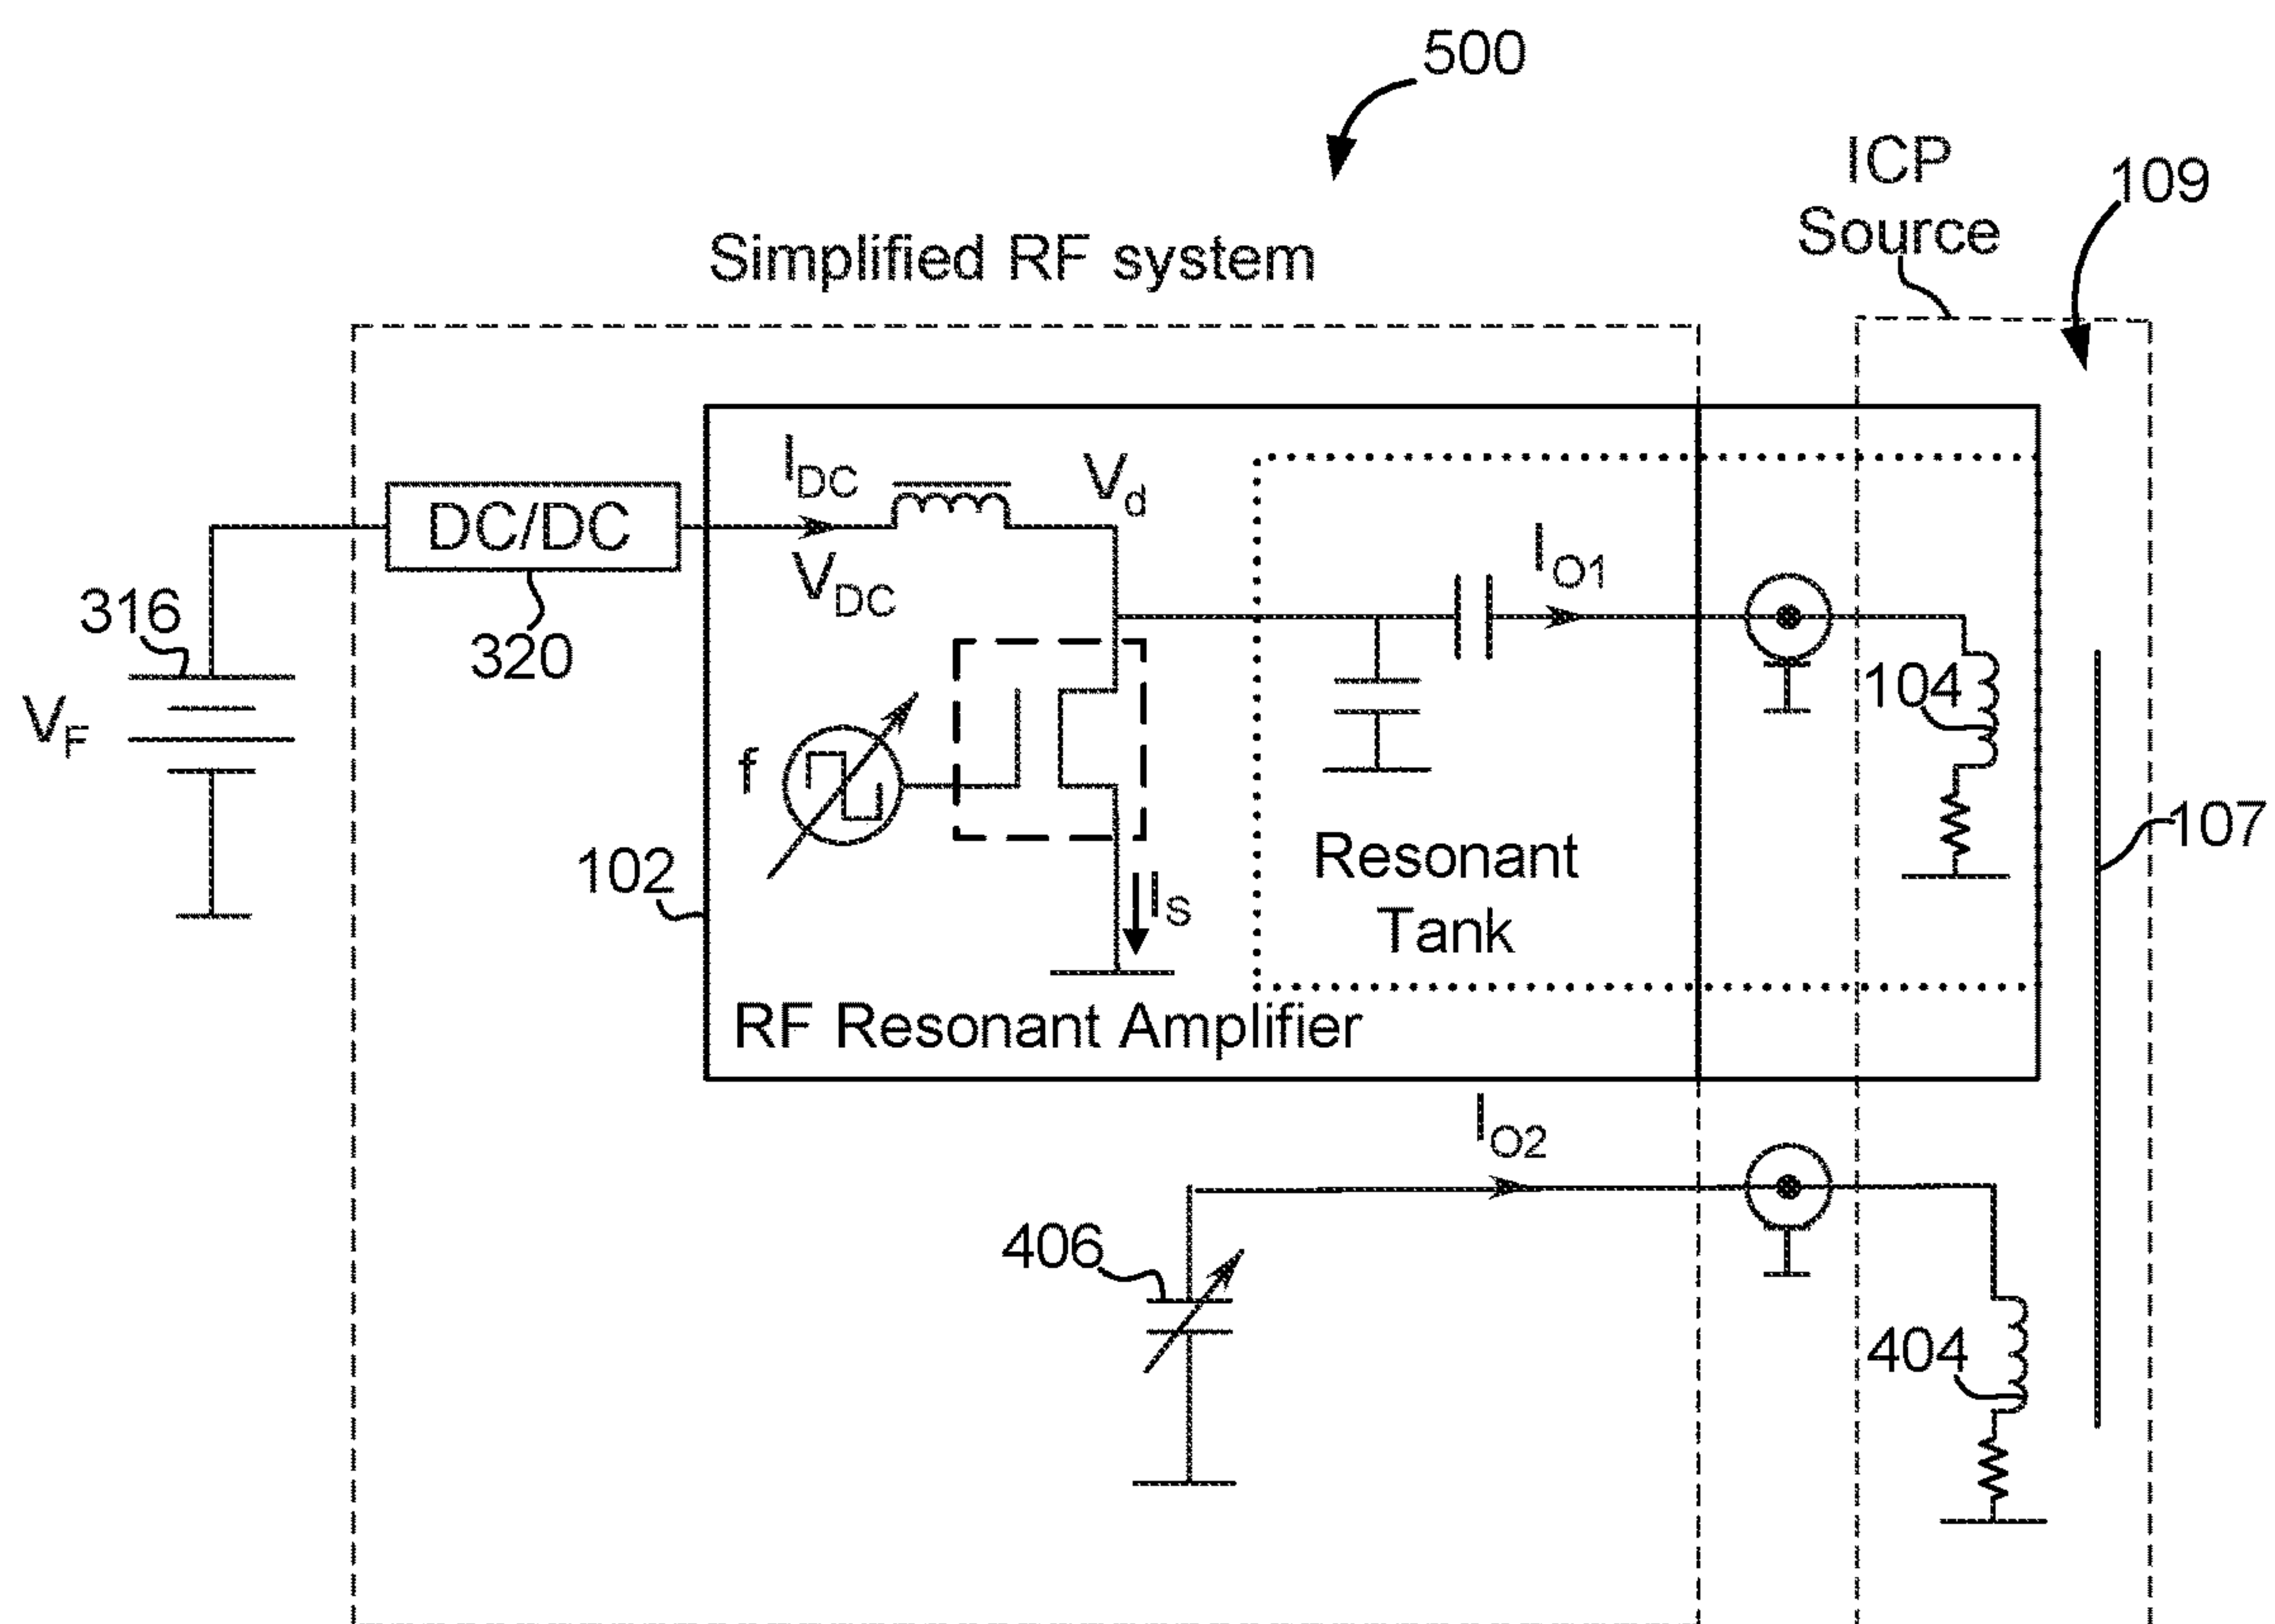 500
ICP
Source
109
Simplified RF system
I_DC
V_d
DC/DC
V_DC
I_O1
316
320
104
V_F
f
107
102
Resonant
I_S
Tank
RF Resonant Amplifier
I_O2
406
404